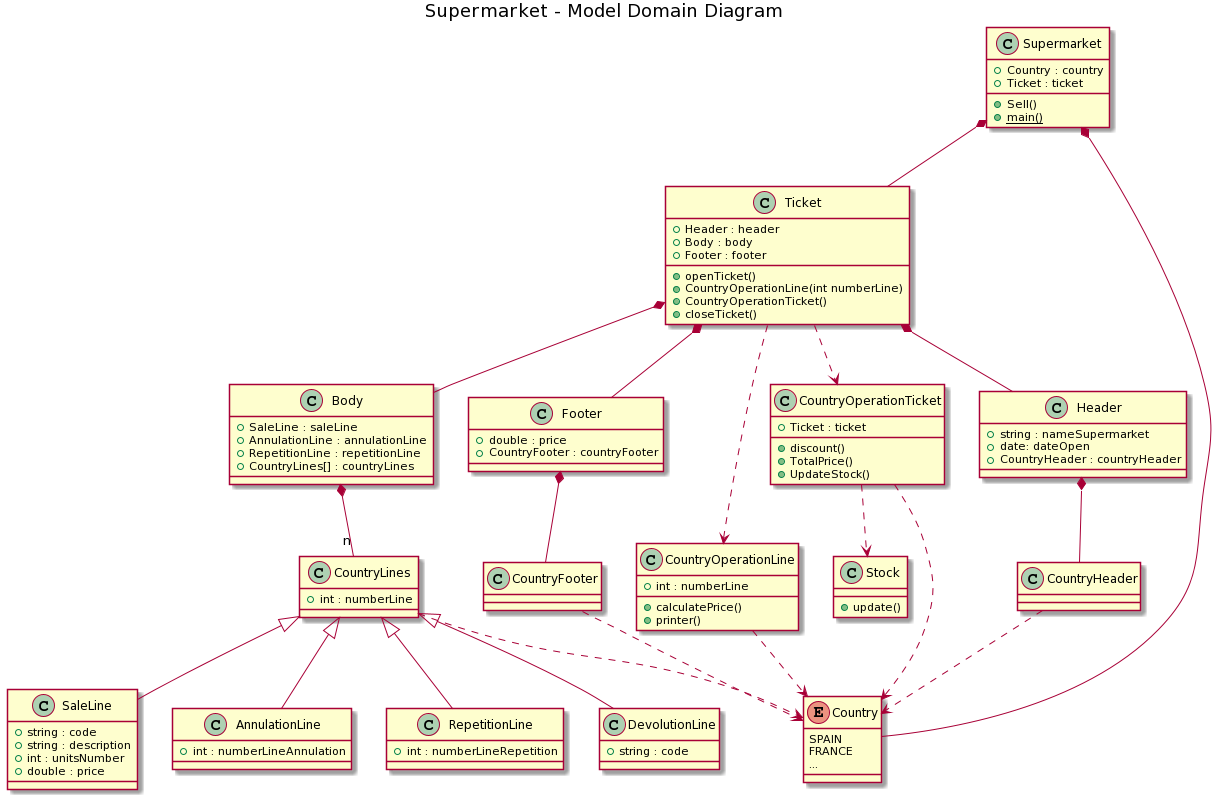 Supermarket - Model Domain Diagram
C Supermarket
Country : country
Ticket : ticket
Sell()
main()
C Ticket
Header : header
Body : body
Footer : footer
openTicket()
CountryOperationLine(int numberLine)
CountryOperationTicket()
closeTicket()
C Body
SaleLine : saleLine
AnnulationLine : annulationLine
RepetitionLine : repetitionLine
CountryLines[] : countryLines
C Footer
double : price
CountryFooter : countryFooter
C CountryOperationTicket
Ticket : ticket
discount()
TotalPrice()
UpdateStock()
C Header
string : nameSupermarket
date: dateOpen
CountryHeader : countryHeader
n
C CountryLines
int : numberLine
C CountryFooter
C CountryOperationLine
int : numberLine
calculatePrice()
printer()
C Stock
update()
C CountryHeader
C SaleLine
string : code
string : description
int : unitsNumber
double : price
C AnnulationLine
int : numberLineAnnulation
C RepetitionLine
int : numberLineRepetition
C DevolutionLine
string : code
E Country
SPAIN
FRANCE
...